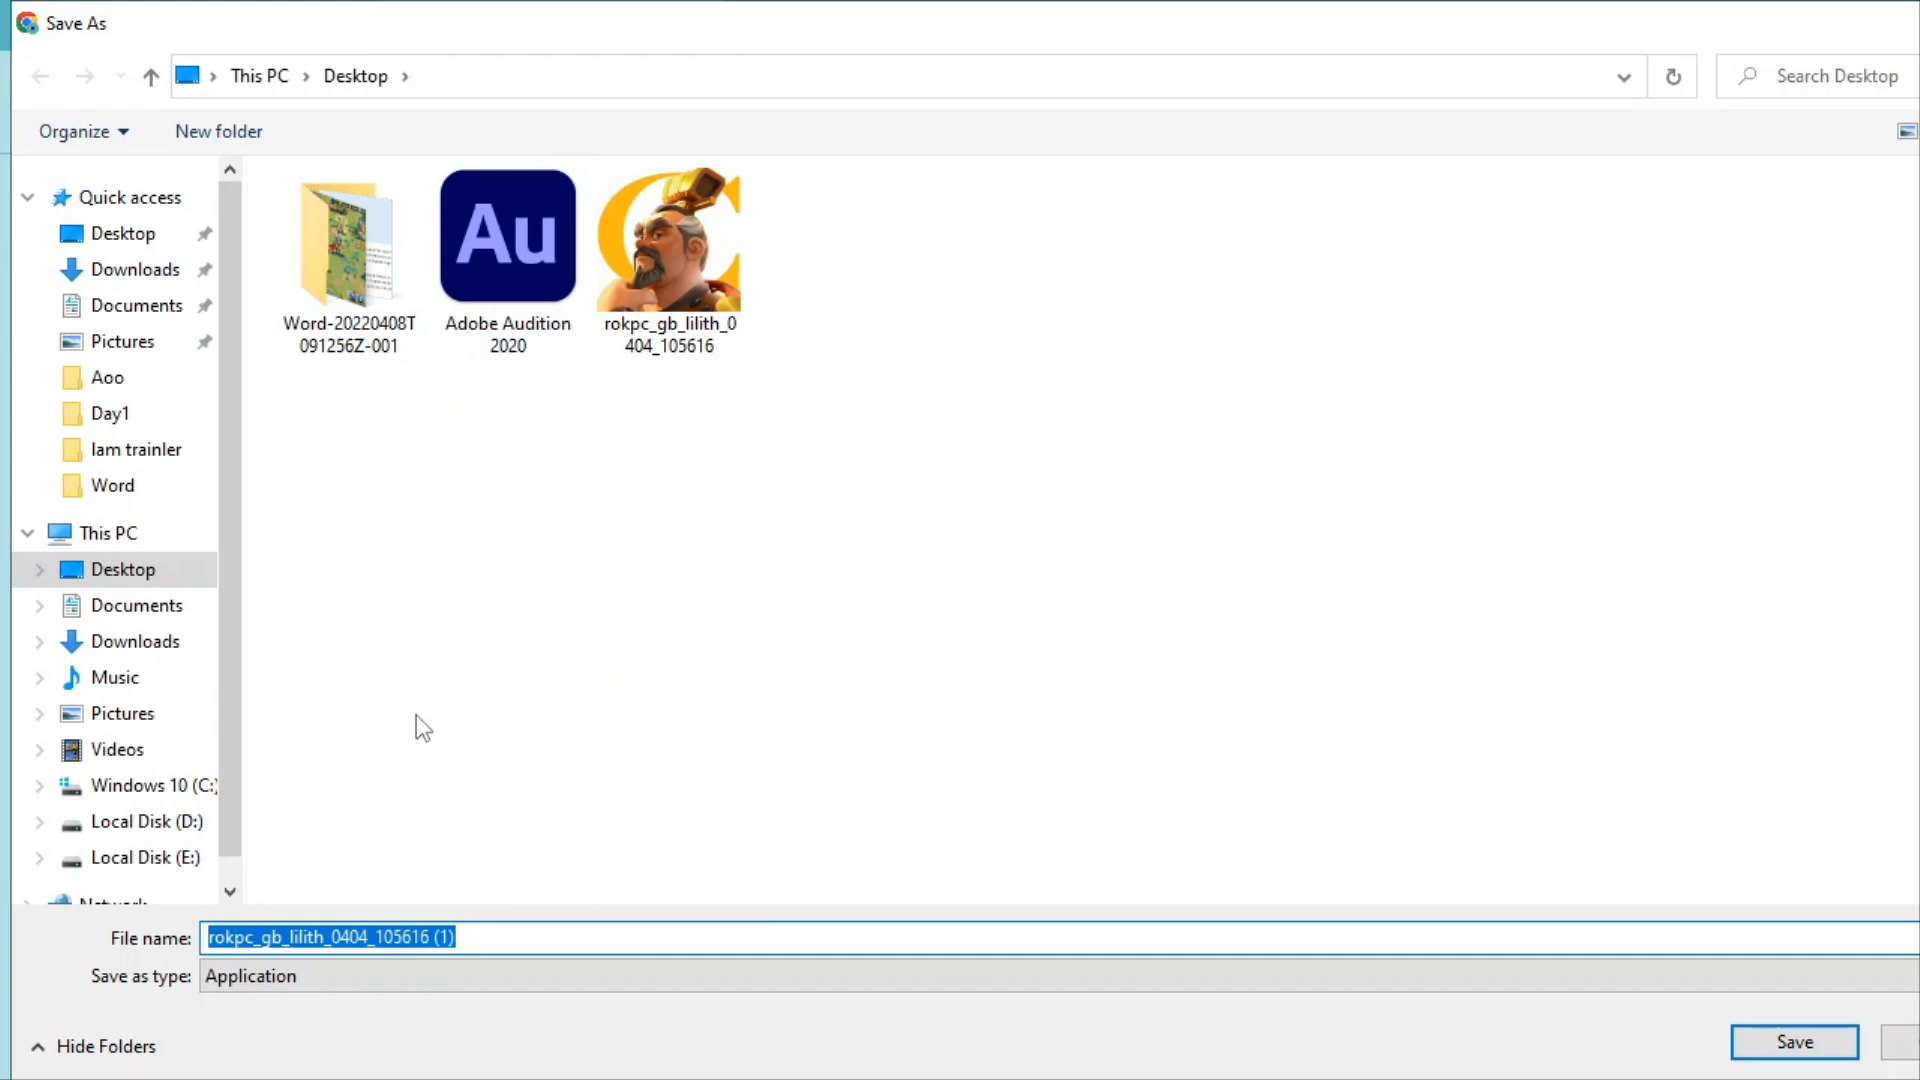 Save As
This PC
Desktop
Search Desktop
Organize
New folder
Quick access
Desktop
Downloads
Documents
Pictures
Aoo
Day1
Iam trainler
Word
This PC
Desktop
Documents
Downloads
Music
Pictures
Videos
Windows 10 (C:)
Local Disk (D:)
Local Disk (E:)
Network
Au
Word-20220408T
091256Z-001
Adobe Audition
2020
rokpc_gb_lilith_0
404_105616
File name: rokpc_gb_lilith_0404_105616 (1)
Save as type: Application
Hide Folders
Save